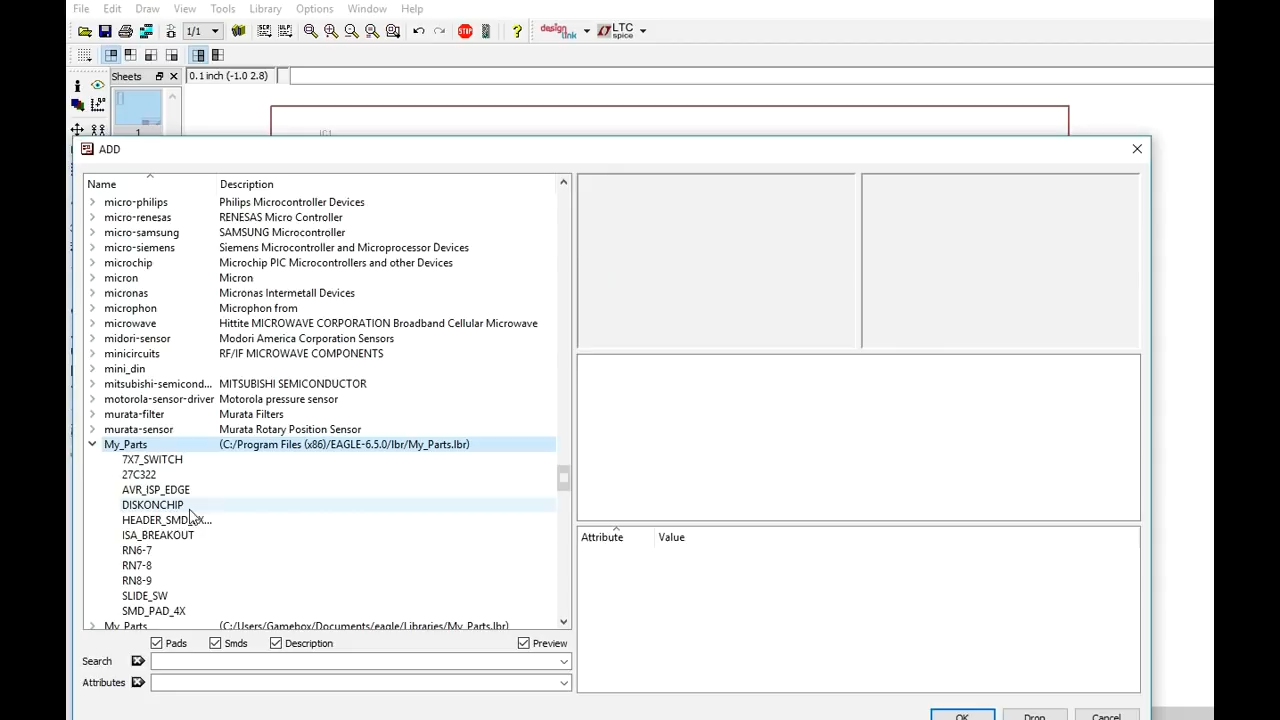 File Edit Draw View Tools Library Options Window Help
1/1 design link LTC spice
Sheets 0.1 inch (-1.0 2.8)
1
IC1
ADD
Name Description
micro-philips Philips Microcontroller Devices
micro-renesas RENESAS Micro Controller
micro-samsung SAMSUNG Microcontroller
micro-siemens Siemens Microcontroller and Microprocessor Devices
microchip Microchip PIC Microcontrollers and other Devices
micron Micron
micronas Micronas Intermetall Devices
microphon Microphon from
microwave Hittite MICROWAVE CORPORATION Broadband Cellular Microwave
midori-sensor Modori America Corporation Sensors
minicircuits RF/IF MICROWAVE COMPONENTS
mini_din
mitsubishi-semicond... MITSUBISHI SEMICONDUCTOR
motorola-sensor-driver Motorola pressure sensor
murata-filter Murata Filters
murata-sensor Murata Rotary Position Sensor
My_Parts (C:/Program Files (x86)/EAGLE-6.5.0/lbr/My_Parts.lbr)
7X7_SWITCH
27C322
AVR_ISP_EDGE
DISKONCHIP
HEADER_SMD_X...
ISA_BREAKOUT
RN6-7
RN7-8
RN8-9
SLIDE_SW
SMD_PAD_4X
My_Parts (C:/Users/Gamebox/Documents/eagle/Libraries/My_Parts.lbr)
Attribute Value
Pads Smds Description Preview
Search
Attributes
OK Drop Cancel